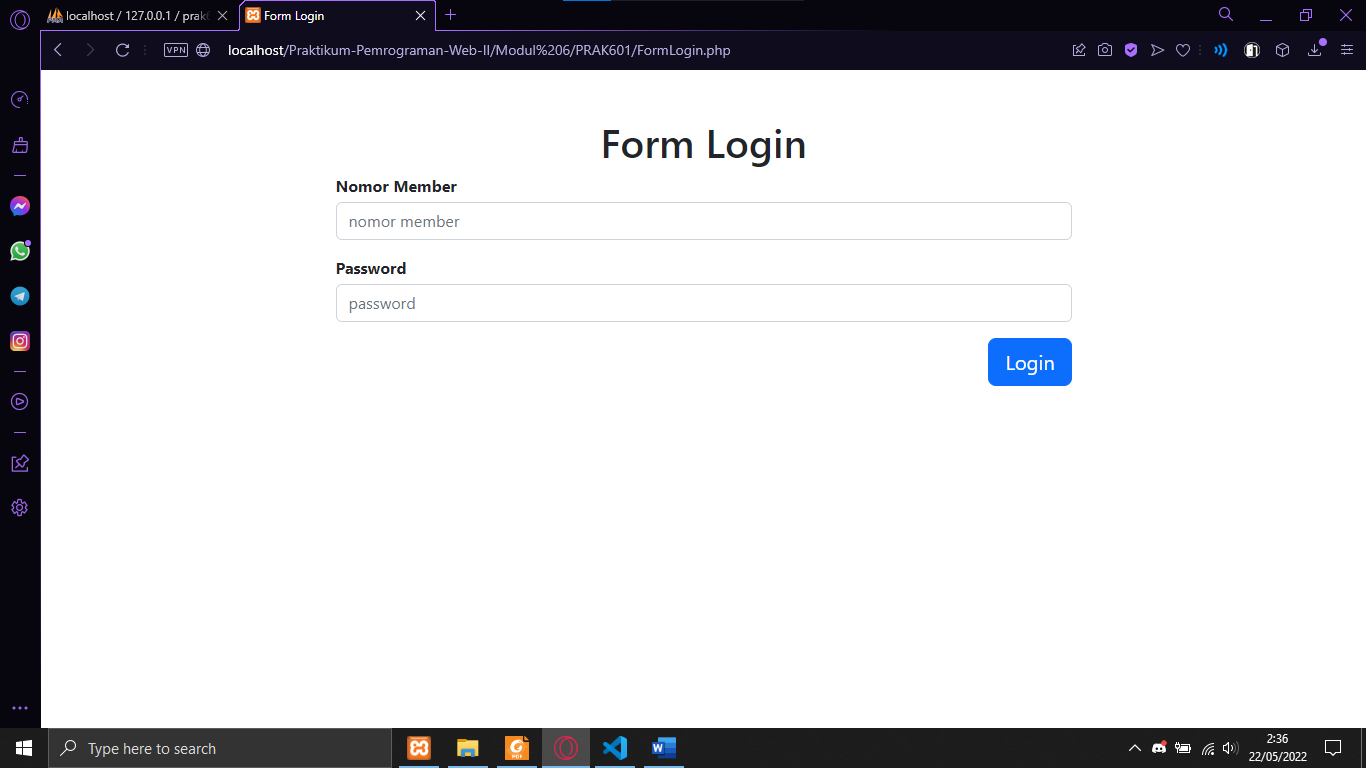 localhost / 127.0.0.1 / prak
Form Login
VPN
localhost/Praktikum-Pemrograman-Web-II/Modul%206/PRAK601/FormLogin.php
Form Login
Nomor Member
nomor member
Password
password
Login
Type here to search
2:36
22/05/2022